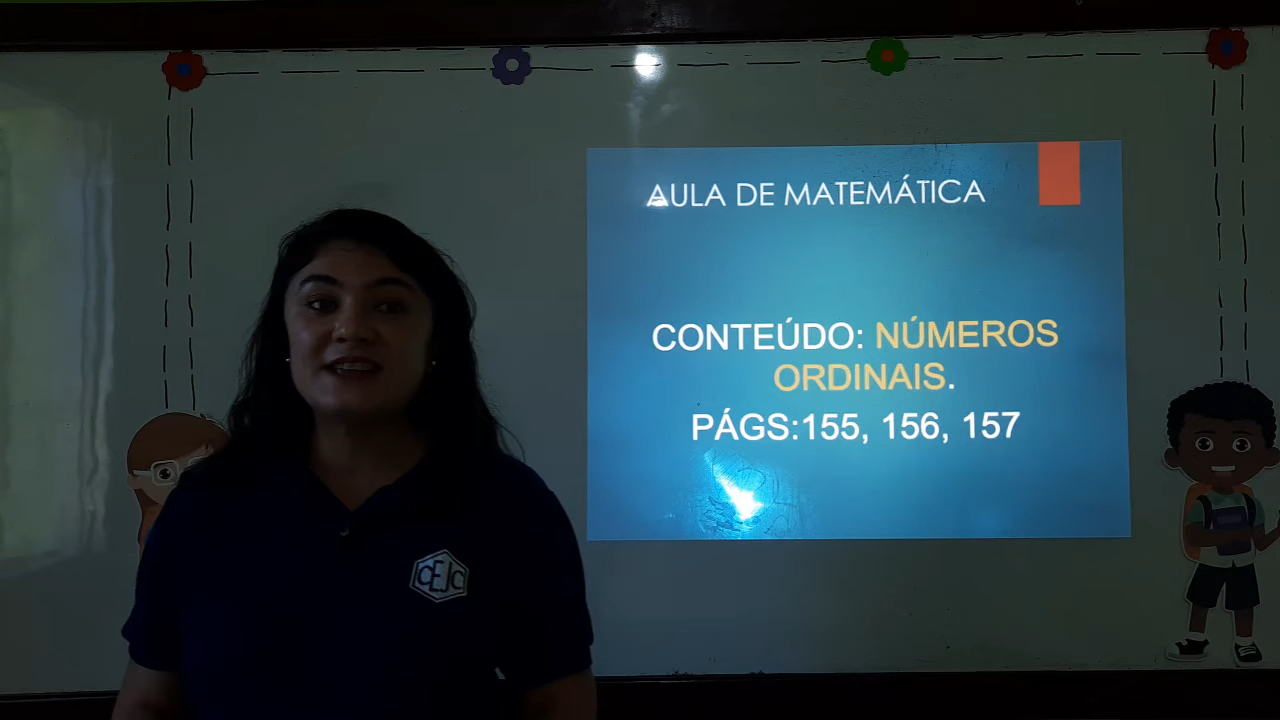 AULA DE MATEMÁTICA
CONTEÚDO: NÚMEROS
ORDINAIS.
PÁGS:155, 156, 157
CEJC